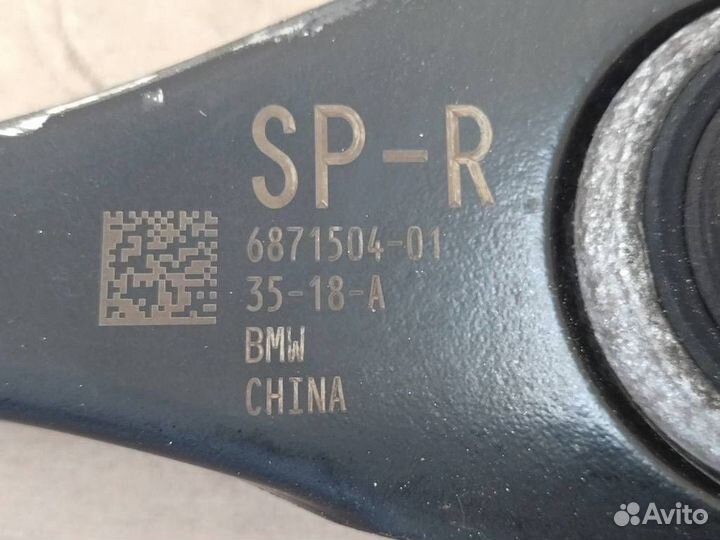 SP-R
6871504-01
35-18-A
BMW
CHINA
Avito